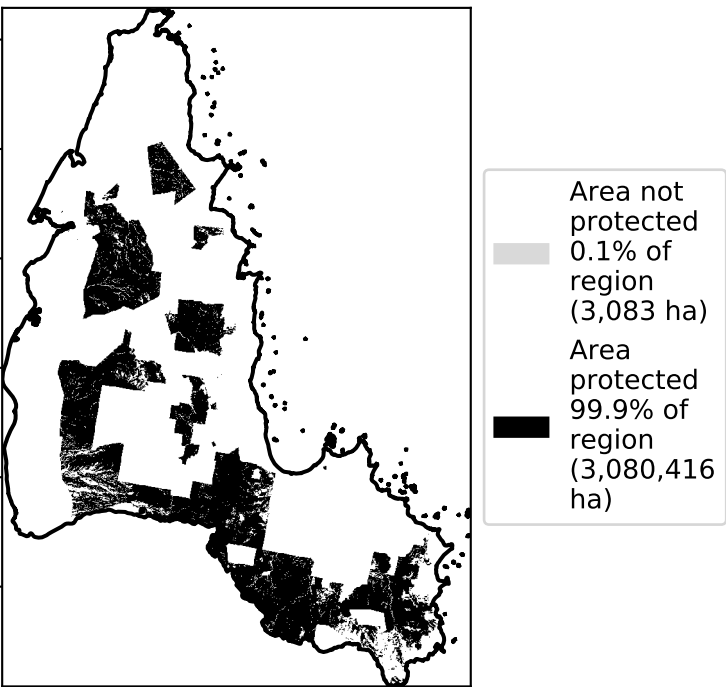 Area not
protected
0.1% of
region
(3,083 ha)
Area
protected
99.9% of
region
(3,080,416
ha)